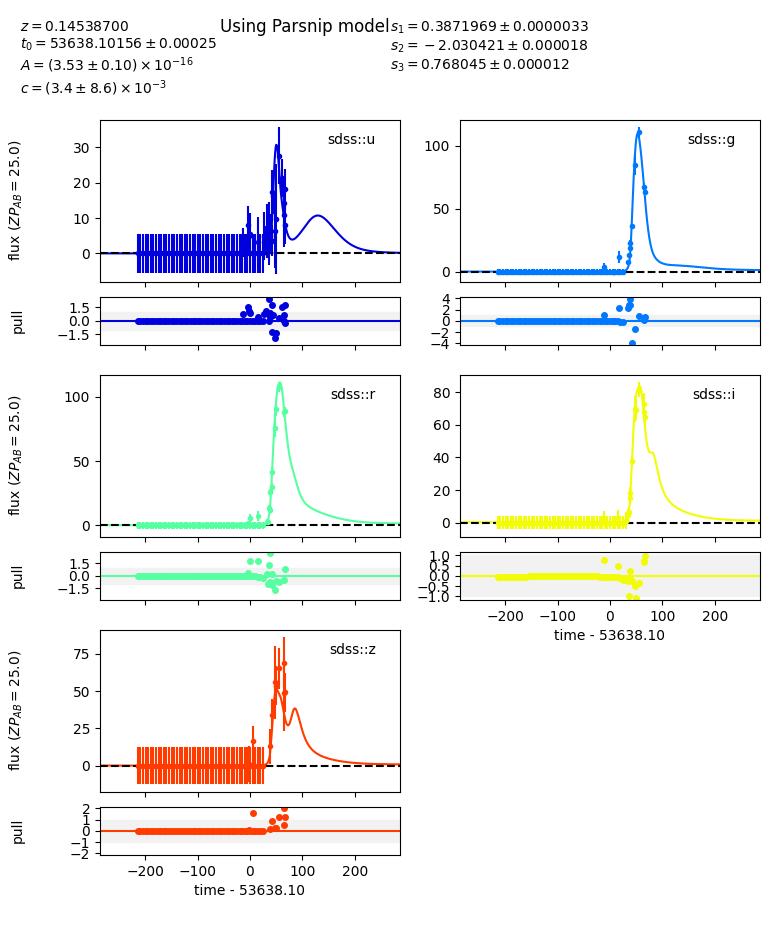 Using Parsnip model
z = 0.14538700
t₀ = 53638.10156 ± 0.00025
A = (3.53 ± 0.10) × 10⁻¹⁶
c = (3.4 ± 8.6) × 10⁻³
s₁ = 0.3871969 ± 0.0000033
s₂ = −2.030421 ± 0.000018
s₃ = 0.768045 ± 0.000012
sdss::u
flux (ZP_AB = 25.0)
30
20
10
0
pull
1.5
0.0
−1.5
sdss::g
100
50
0
4
2
0
−2
−4
sdss::r
flux (ZP_AB = 25.0)
100
50
0
pull
1.5
0.0
−1.5
sdss::i
80
60
40
20
0
1.0
0.5
0.0
−0.5
−1.0
−200 −100 0 100 200
time - 53638.10
sdss::z
flux (ZP_AB = 25.0)
75
50
25
0
pull
2
1
0
−1
−2
−200 −100 0 100 200
time - 53638.10